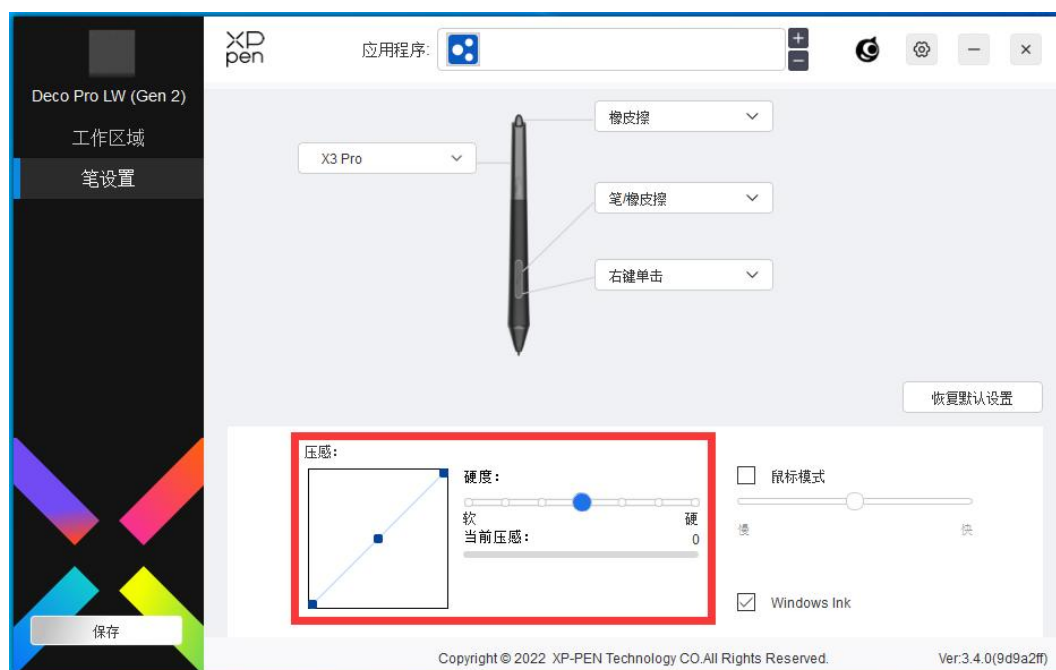 XP
pen
应用程序:
Deco Pro LW (Gen 2)
工作区域
笔设置
保存
X3 Pro
橡皮擦
笔/橡皮擦
右键单击
恢复默认设置
压感：
硬度：
软 硬
当前压感： 0
鼠标模式
慢 快
Windows Ink
Copyright © 2022 XP-PEN Technology CO.All Rights Reserved.
Ver:3.4.0(9d9a2ff)